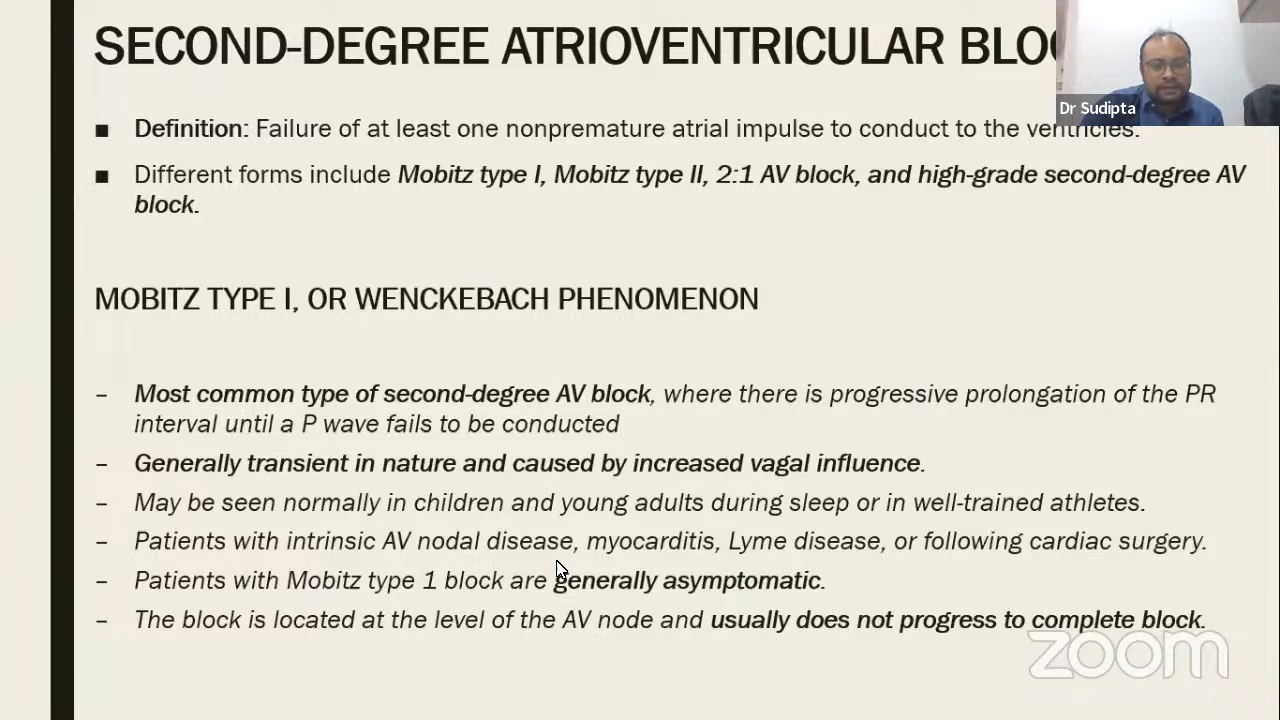 SECOND-DEGREE ATRIOVENTRICULAR
Dr Sudipta
■ Definition: Failure of at least one nonpremature atrial impulse to conduct to the ventricles.
■ Different forms include Mobitz type I, Mobitz type II, 2:1 AV block, and high-grade second-degree AV
block.
MOBITZ TYPE I, OR WENCKEBACH PHENOMENON
– Most common type of second-degree AV block, where there is progressive prolongation of the PR
interval until a P wave fails to be conducted
– Generally transient in nature and caused by increased vagal influence.
– May be seen normally in children and young adults during sleep or in well-trained athletes.
– Patients with intrinsic AV nodal disease, myocarditis, Lyme disease, or following cardiac surgery.
– Patients with Mobitz type 1 block are generally asymptomatic.
– The block is located at the level of the AV node and usually does not progress to complete block.
zoom